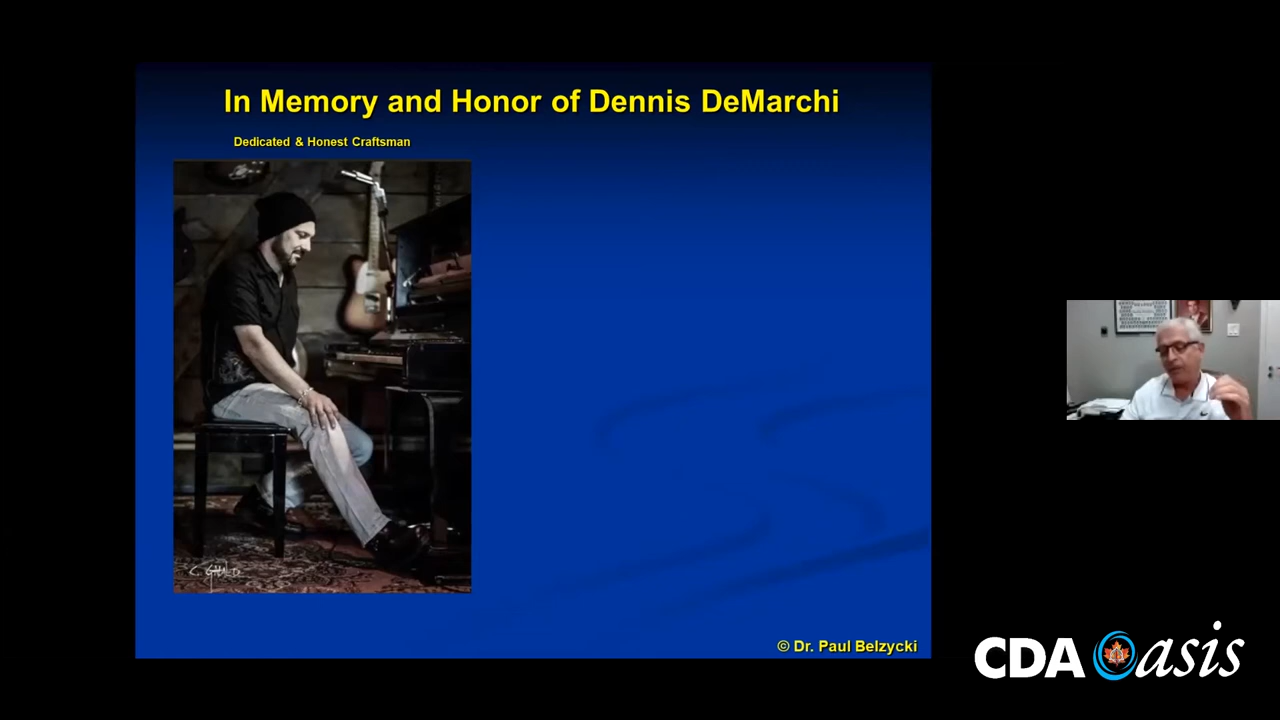 In Memory and Honor of Dennis DeMarchi
Dedicated & Honest Craftsman
© Dr. Paul Belzycki
CDA Oasis